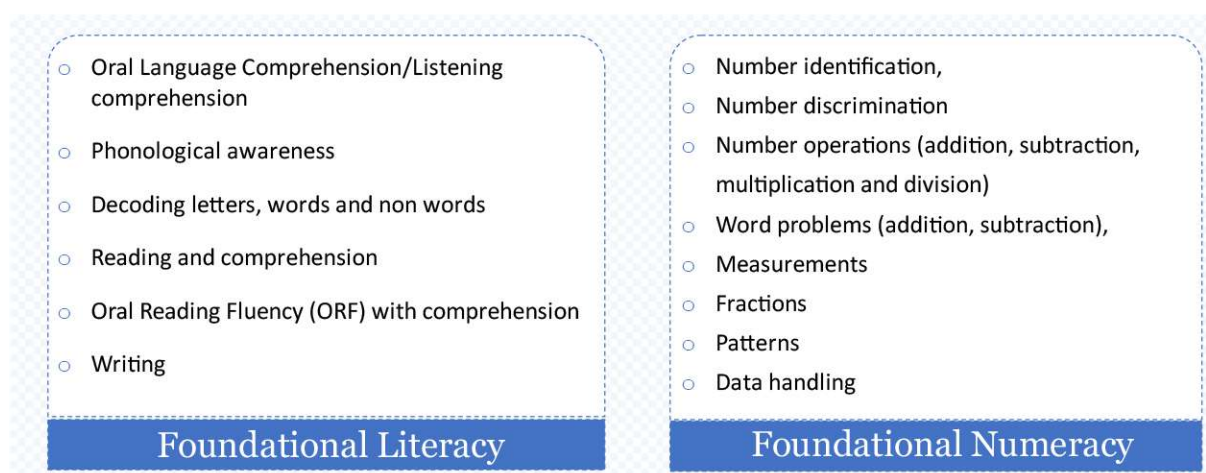 ○ Oral Language Comprehension/Listening
comprehension
○ Phonological awareness
○ Decoding letters, words and non words
○ Reading and comprehension
○ Oral Reading Fluency (ORF) with comprehension
○ Writing
Foundational Literacy
○ Number identification,
○ Number discrimination
○ Number operations (addition, subtraction,
multiplication and division)
○ Word problems (addition, subtraction),
○ Measurements
○ Fractions
○ Patterns
○ Data handling
Foundational Numeracy